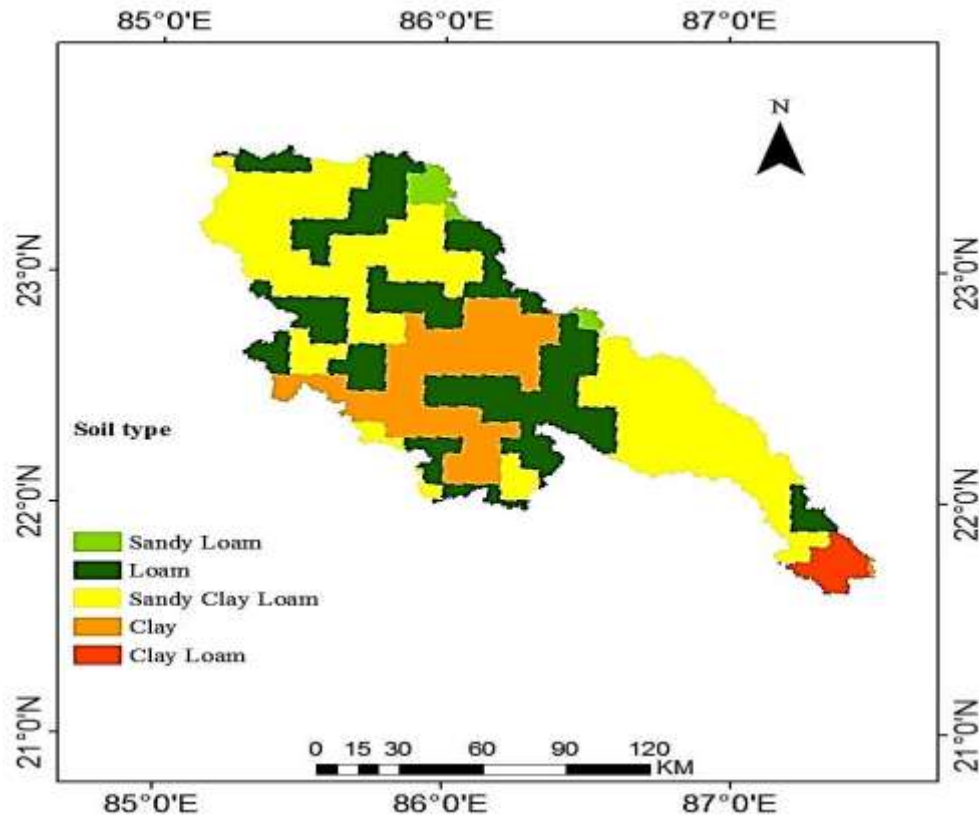 85°0'E 86°0'E 87°0'E
N
23°0'N 23°0'N
Soil type
22°0'N 22°0'N
Sandy Loam
Loam
Sandy Clay Loam
Clay
Clay Loam
21°0'N 21°0'N
0 15 30 60 90 120
KM
85°0'E 86°0'E 87°0'E